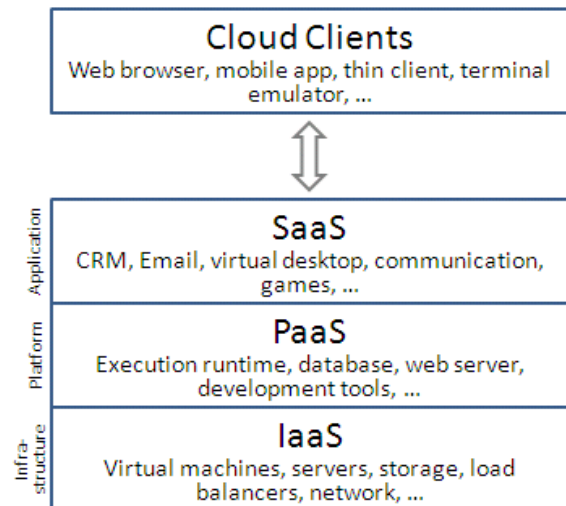 Cloud Clients
Web browser, mobile app, thin client, terminal
emulator, ...
Application
SaaS
CRM, Email, virtual desktop, communication,
games, ...
Platform
PaaS
Execution runtime, database, web server,
development tools, ...
Infra-
structure
IaaS
Virtual machines, servers, storage, load
balancers, network, ...